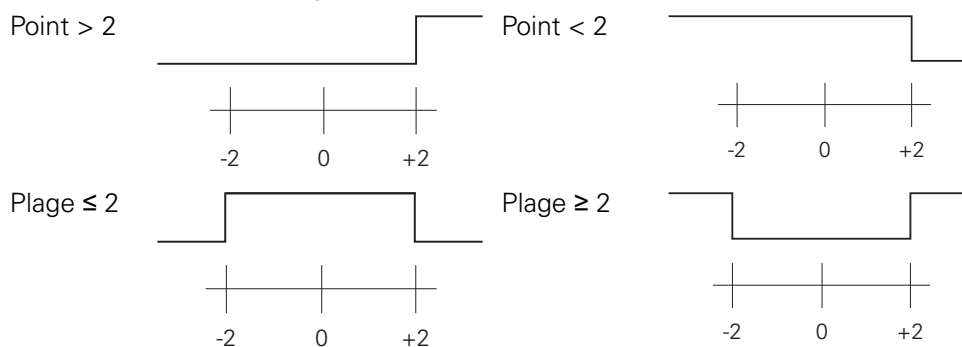 Point > 2
Point < 2
-2 0 +2
-2 0 +2
Plage ≤ 2
Plage ≥ 2
-2 0 +2
-2 0 +2